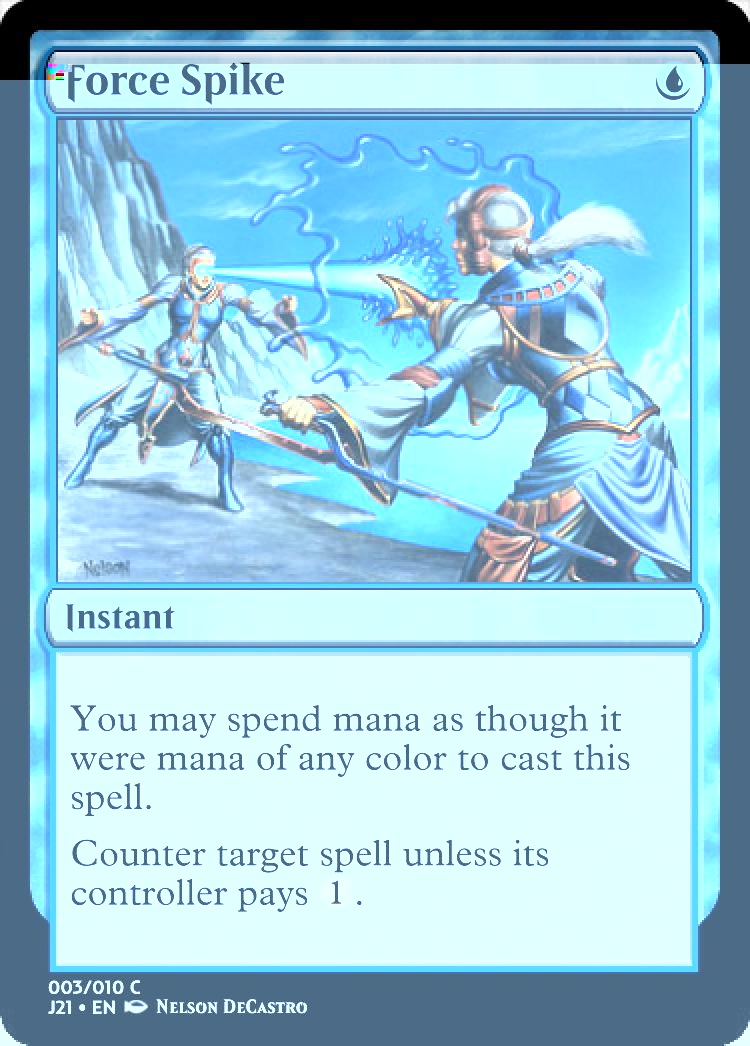 Force Spike
Nelson
Instant
You may spend mana as though it
were mana of any color to cast this
spell.
Counter target spell unless its
controller pays 1.
003/010 C
J21 • EN Nelson DeCastro